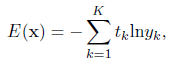 E(x) = − ∑_{k=1}^{K} t_k ln y_k,